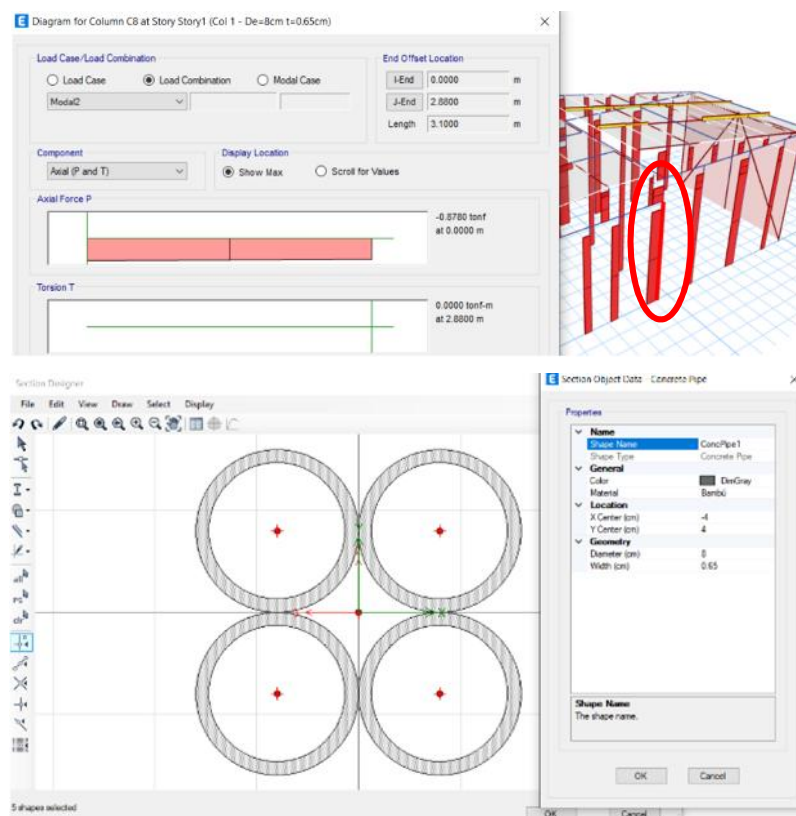 E Diagram for Column C8 at Story Story1 (Col 1 - De=8cm t=0.65cm)
Load Case/Load Combination
Load Case
Load Combination
Modal Case
Modal2
End Offset Location
I-End 0.0000 m
J-End 2.8800 m
Length 3.1000 m
Component
Axial (P and T)
Display Location
Show Max
Scroll for Values
Axial Force P
-0.8780 tonf
at 0.0000 m
Torsion T
0.0000 tonf-m
at 2.8800 m
Section Designer
File Edit View Draw Select Display
all
PS
clr
X
5 shapes selected
OK Cancel
E Section Object Data - Concrete Pipe
Properties
Name
Shape Name ConcPipe1
Shape Type Concrete Pipe
General
Color DimGray
Material Bambú
Location
X Center (cm) -4
Y Center (cm) 4
Geometry
Diameter (cm) 8
Width (cm) 0.65
Shape Name
The shape name.
OK Cancel